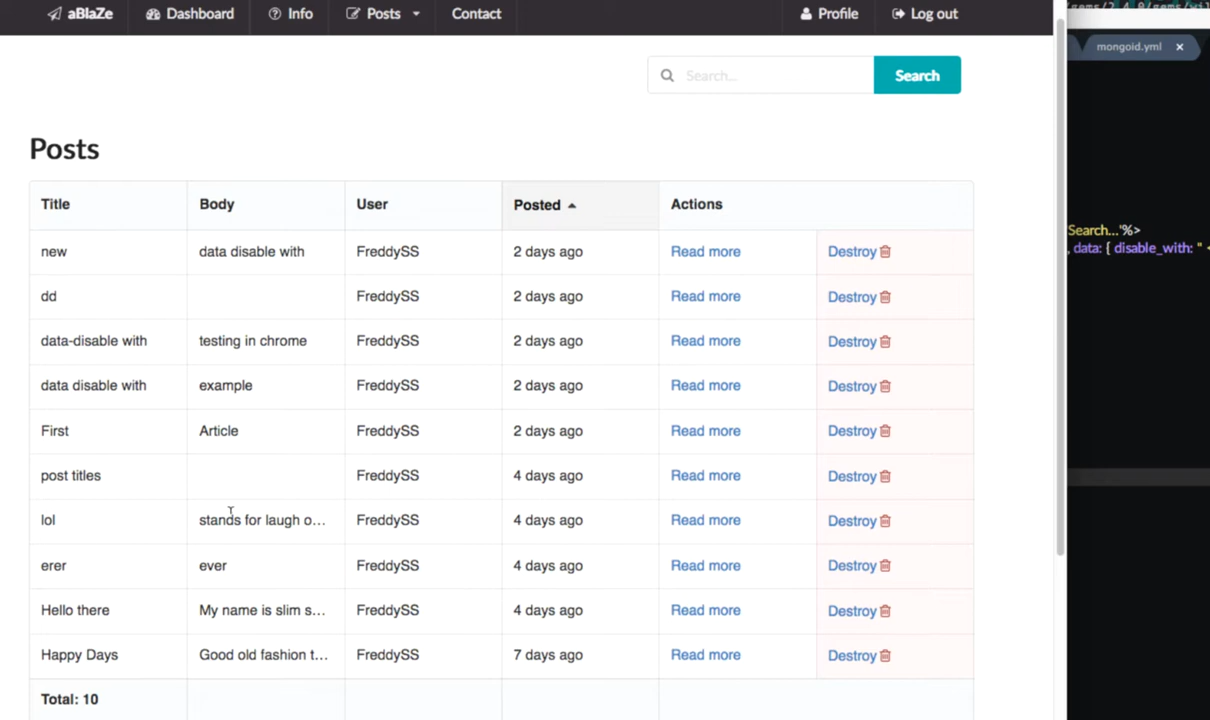 aBlaZe Dashboard Info Posts Contact Profile Log out
mongoid.yml ×
Search... Search
Posts
Title Body User Posted Actions
new data disable with FreddySS 2 days ago Read more Destroy
dd FreddySS 2 days ago Read more Destroy
data-disable with testing in chrome FreddySS 2 days ago Read more Destroy
data disable with example FreddySS 2 days ago Read more Destroy
First Article FreddySS 2 days ago Read more Destroy
post titles FreddySS 4 days ago Read more Destroy
lol stands for laugh o... FreddySS 4 days ago Read more Destroy
erer ever FreddySS 4 days ago Read more Destroy
Hello there My name is slim s... FreddySS 4 days ago Read more Destroy
Happy Days Good old fashion t... FreddySS 7 days ago Read more Destroy
Total: 10
Search...'%>
, data: { disable_with: " <